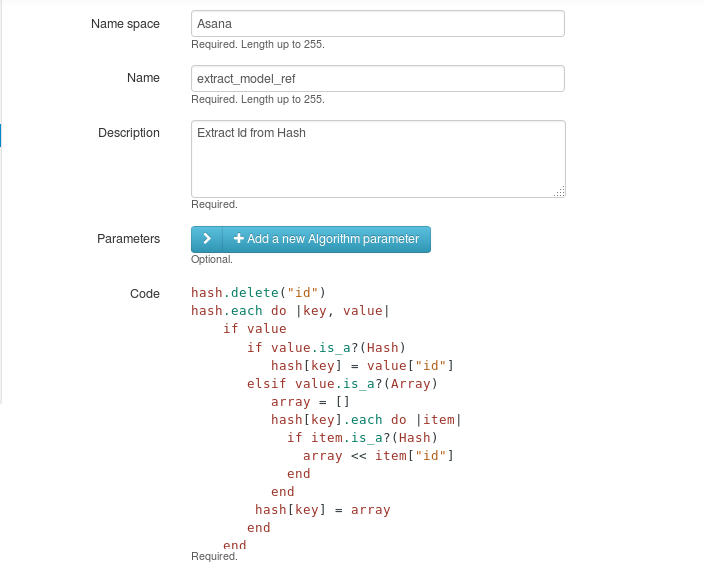 Name space
Asana
Required. Length up to 255.
Name
extract_model_ref
Required. Length up to 255.
Description
Extract Id from Hash
Required.
Parameters
Add a new Algorithm parameter
Optional.
Code
hash.delete("id")
hash.each do |key, value|
    if value
       if value.is_a?(Hash)
          hash[key] = value["id"]
       elsif value.is_a?(Array)
          array = []
          hash[key].each do |item|
            if item.is_a?(Hash)
              array << item["id"]
            end
          end
        hash[key] = array
       end
    end
Required.